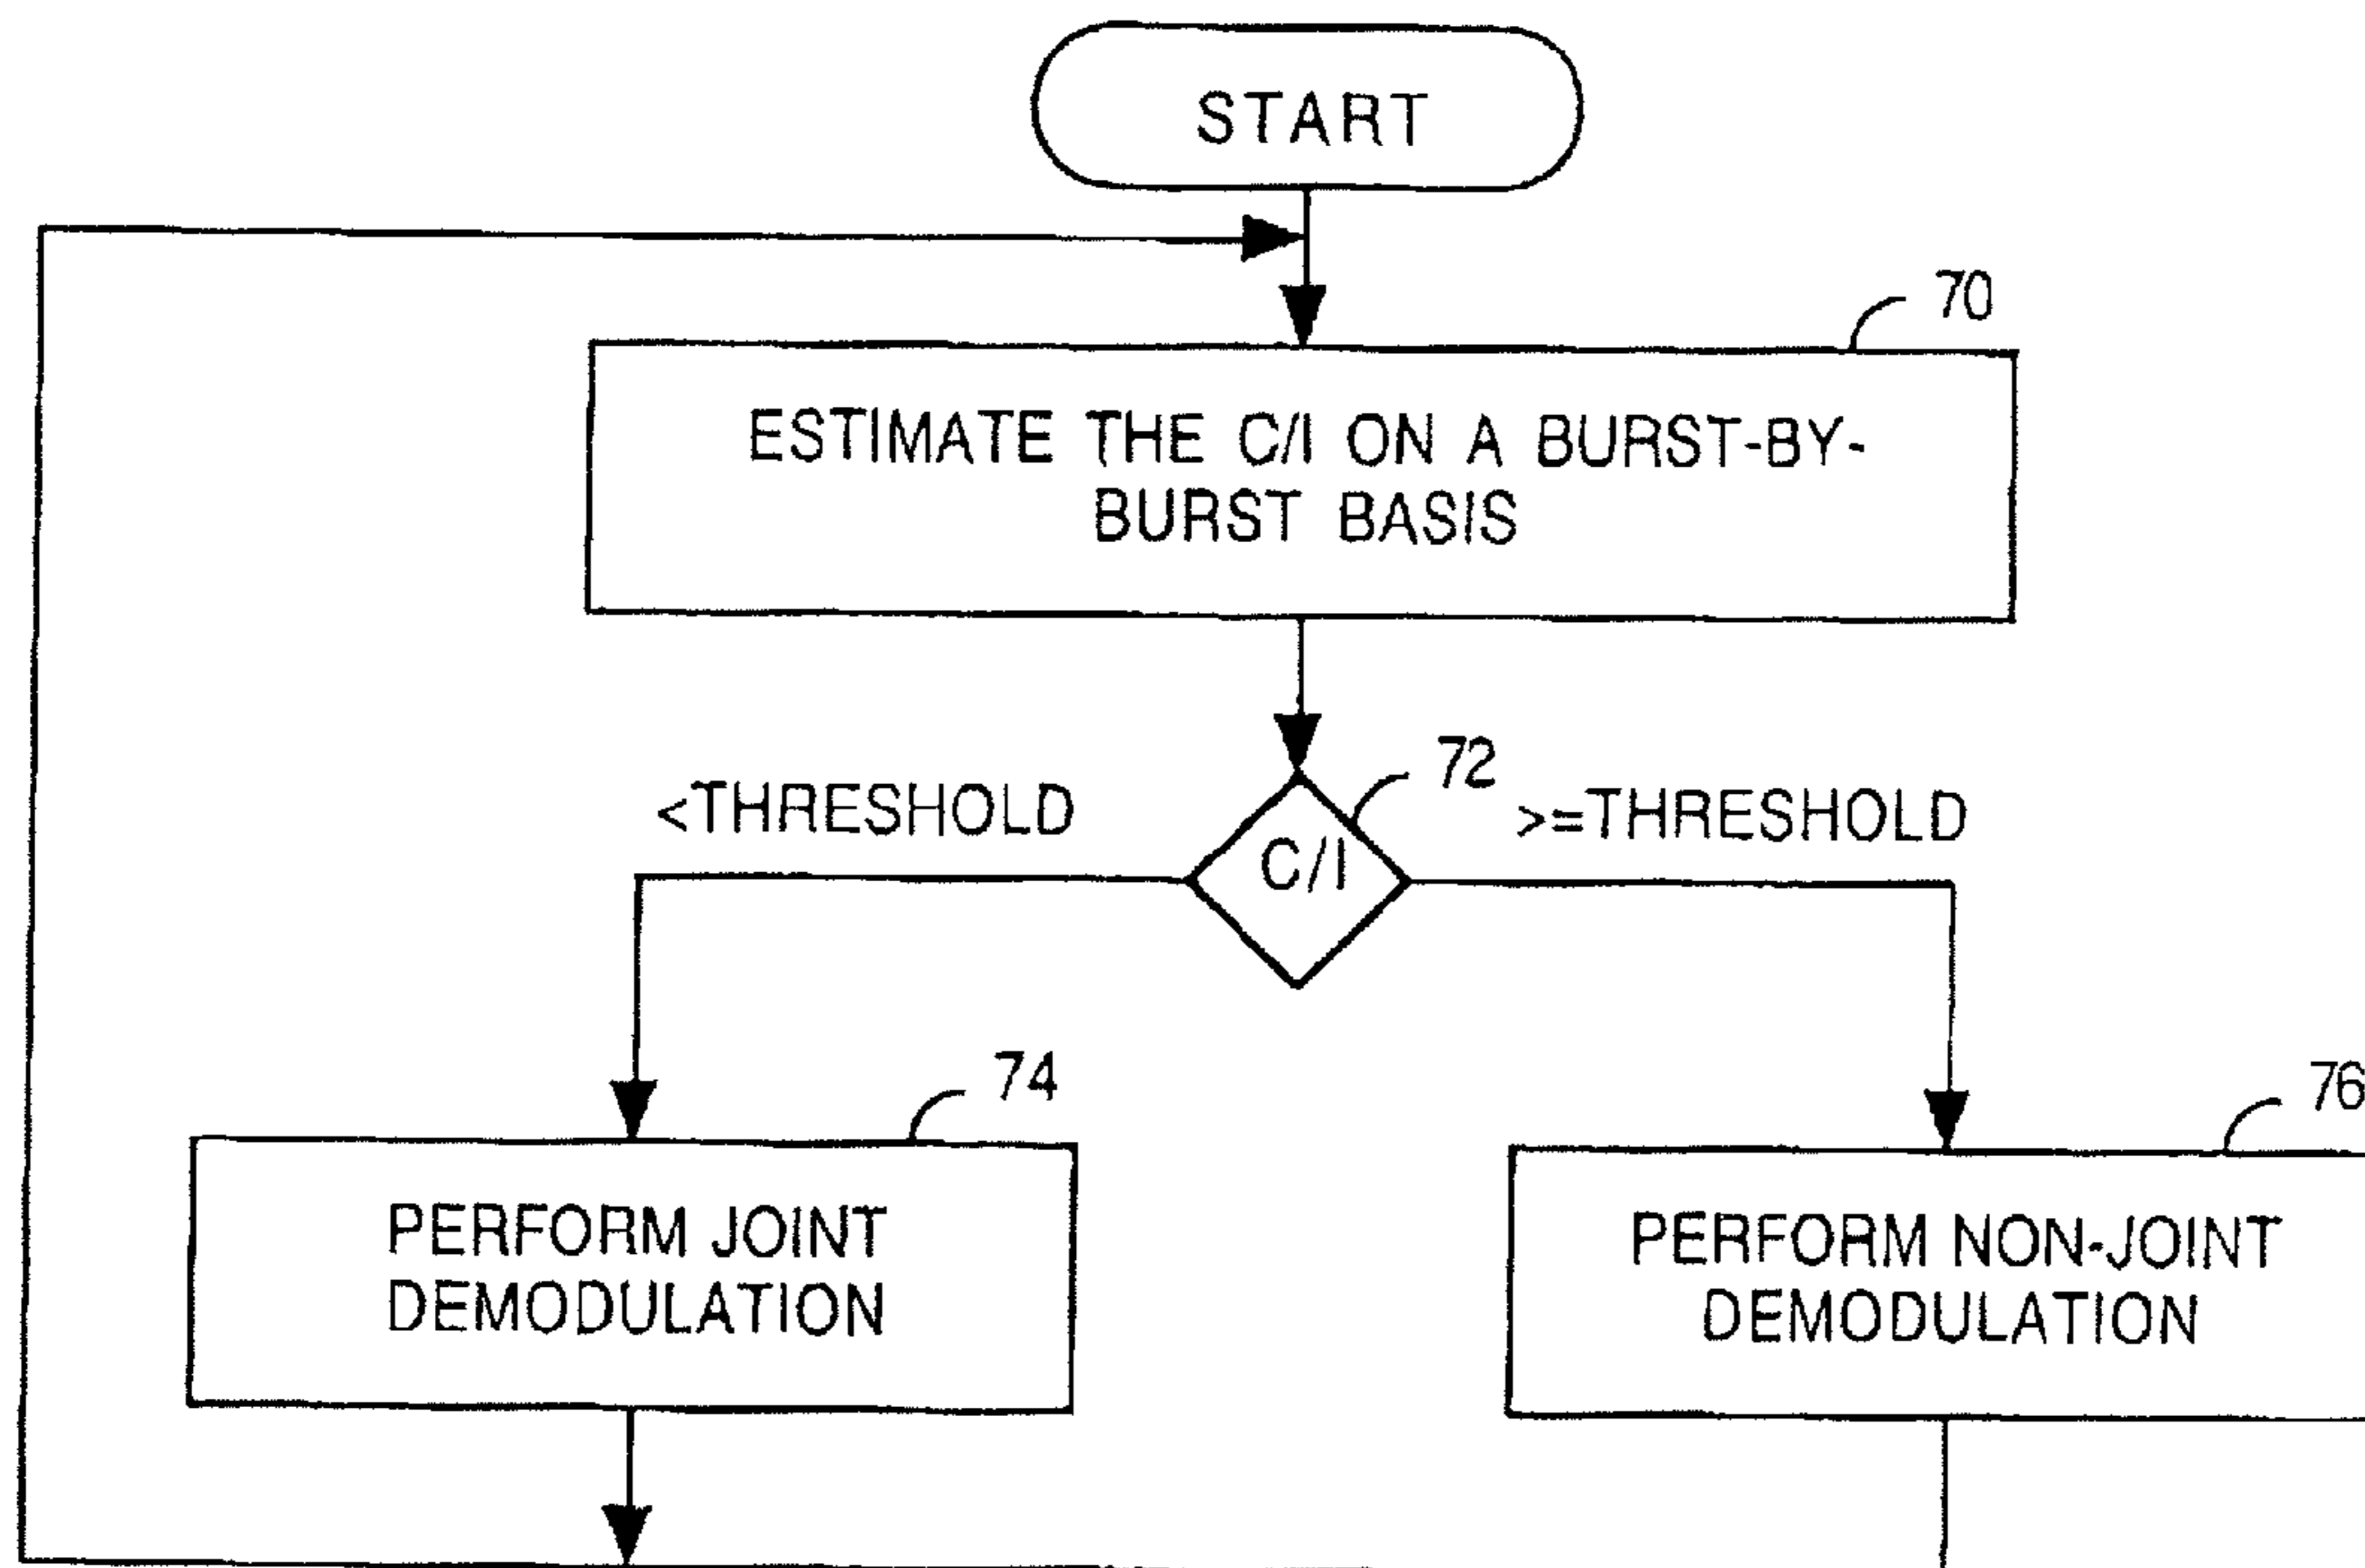 START
70
ESTIMATE THE C/I ON A BURST-BY-
BURST BASIS
72
<THRESHOLD
>=THRESHOLD
C/I
74
76
PERFORM JOINT
DEMODULATION
PERFORM NON-JOINT
DEMODULATION